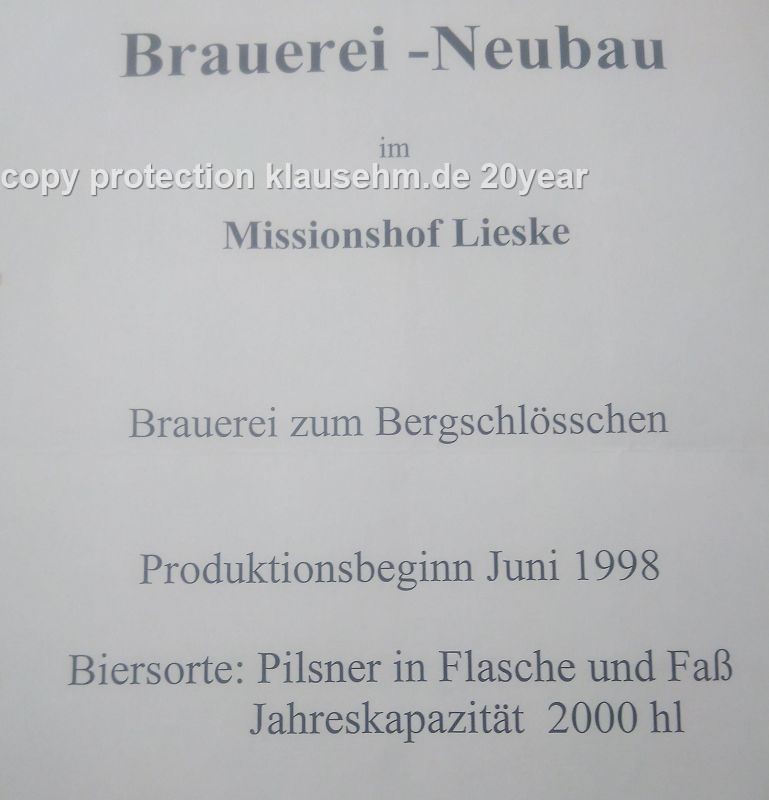 Brauerei -Neubau
im
copy protection klausehm.de 20year
Missionshof Lieske
Brauerei zum Bergschlösschen
Produktionsbeginn Juni 1998
Biersorte: Pilsner in Flasche und Faß
Jahreskapazität 2000 hl